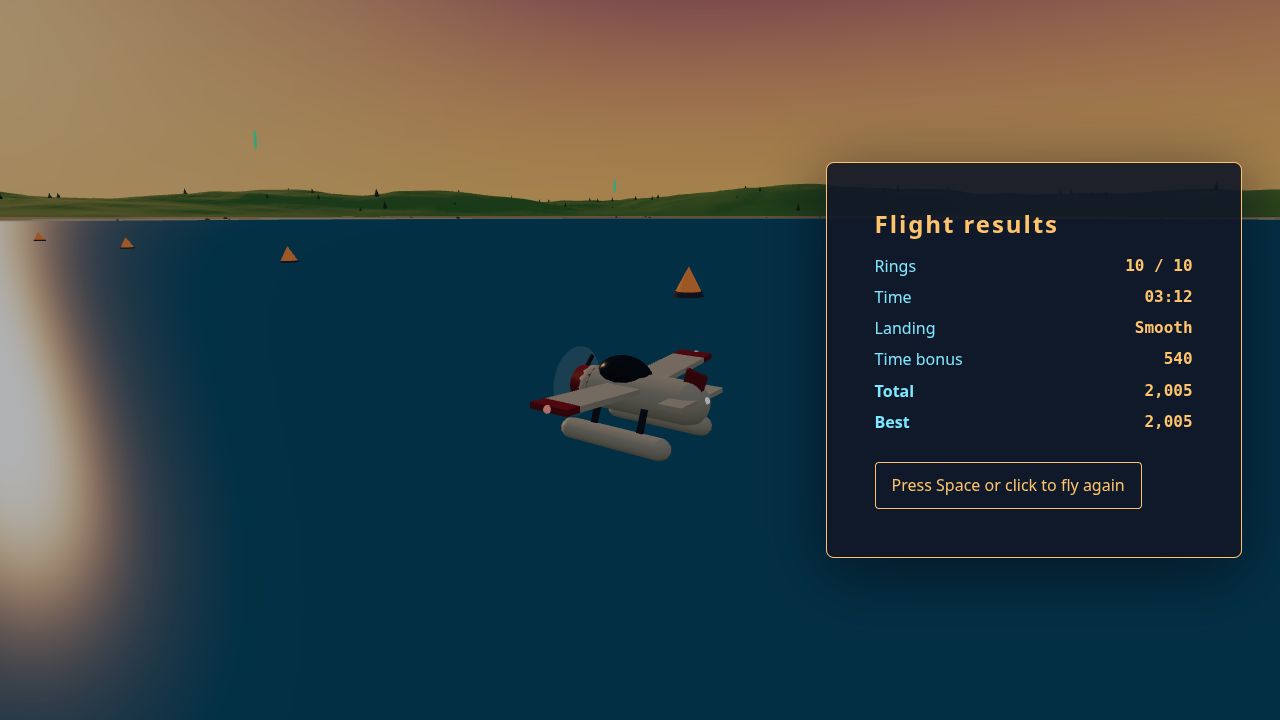 Flight results
Rings 10 / 10
Time 03:12
Landing Smooth
Time bonus 540
Total 2,005
Best 2,005
Press Space or click to fly again